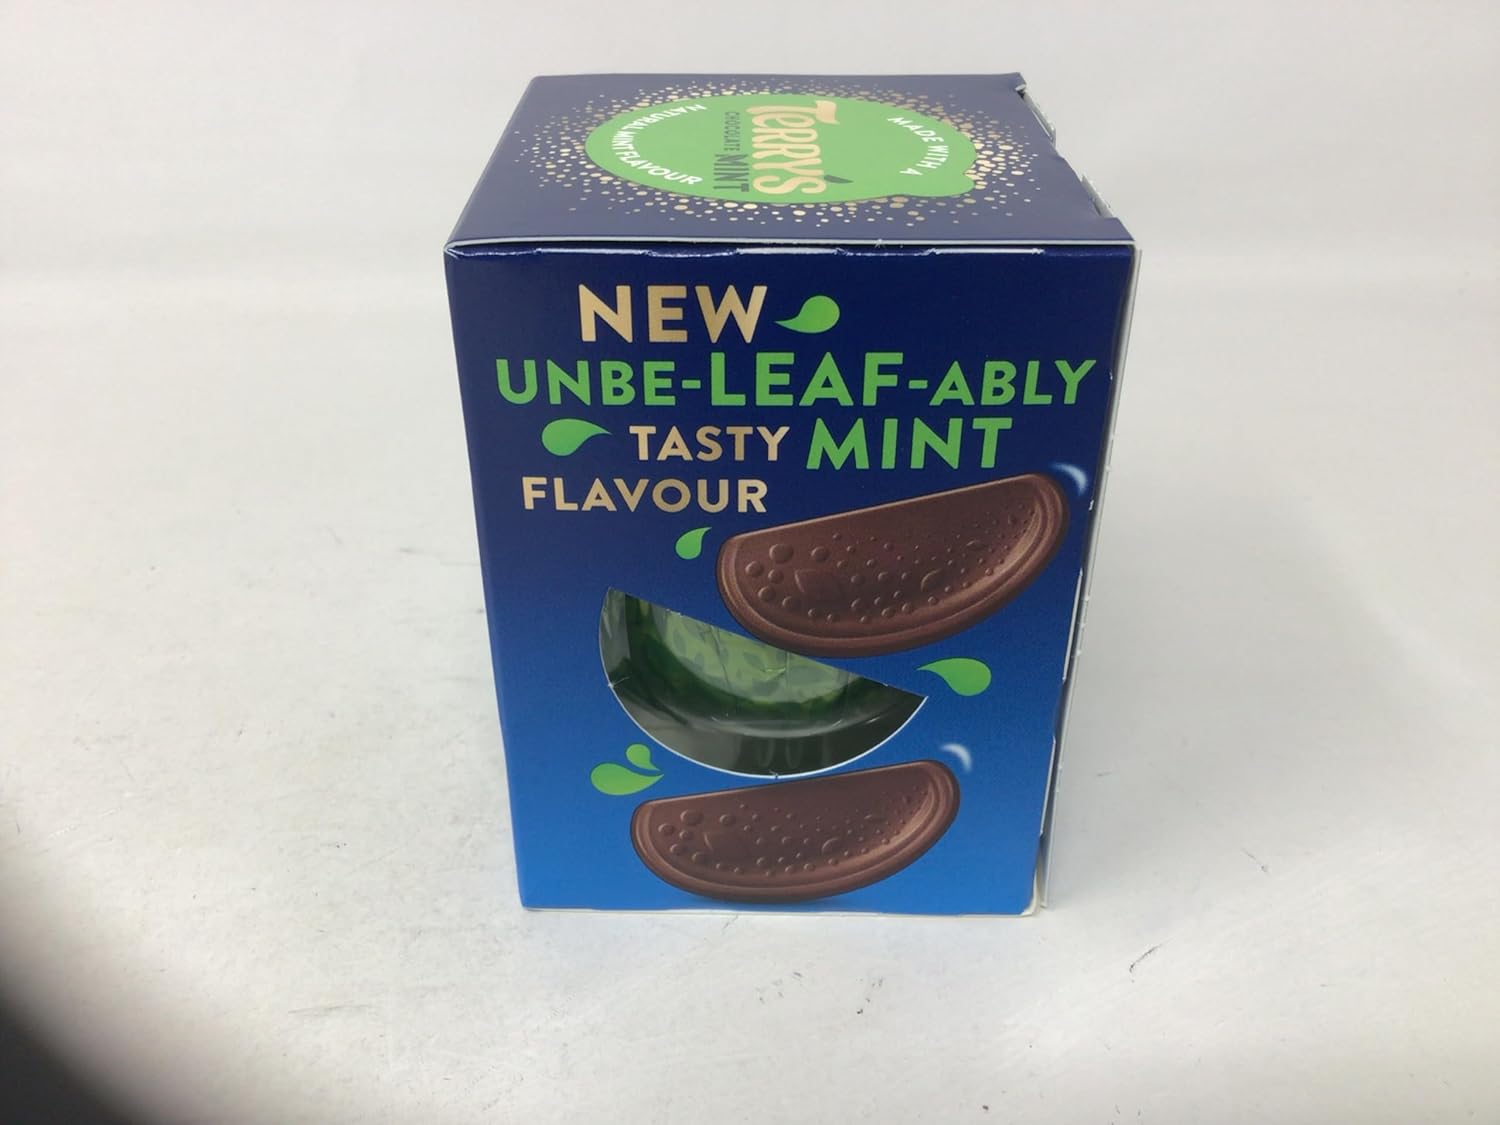 MADE WITH A
NATURAL MINT FLAVOUR
TERRY'S
CHOCOLATE MINT
NEW
UNBE-LEAF-ABLY
TASTY MINT
FLAVOUR